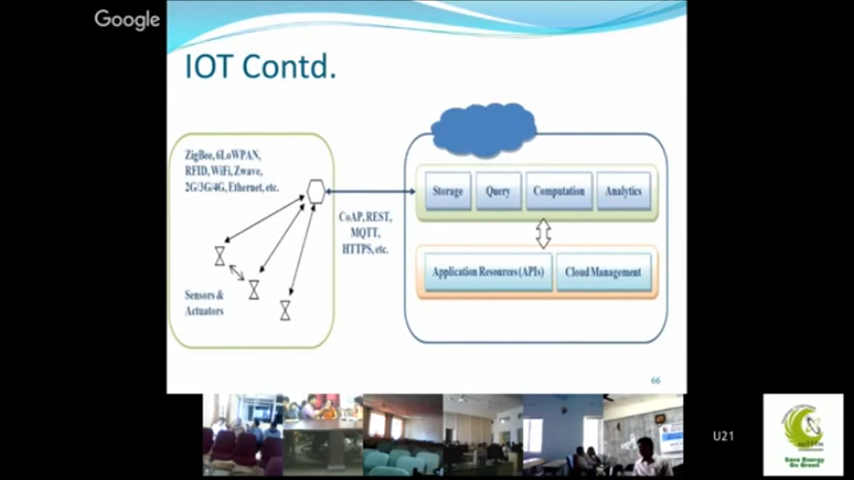 Google
IOT Contd.
ZigBee, 6LoWPAN,
RFID, WiFi, Zwave,
2G/3G/4G, Ethernet, etc.
CoAP, REST,
MQTT,
HTTPS, etc.
Sensors &
Actuators
Storage
Query
Computation
Analytics
Application Resources (APIs)
Cloud Management
66
U21
Save Energy
Go Green